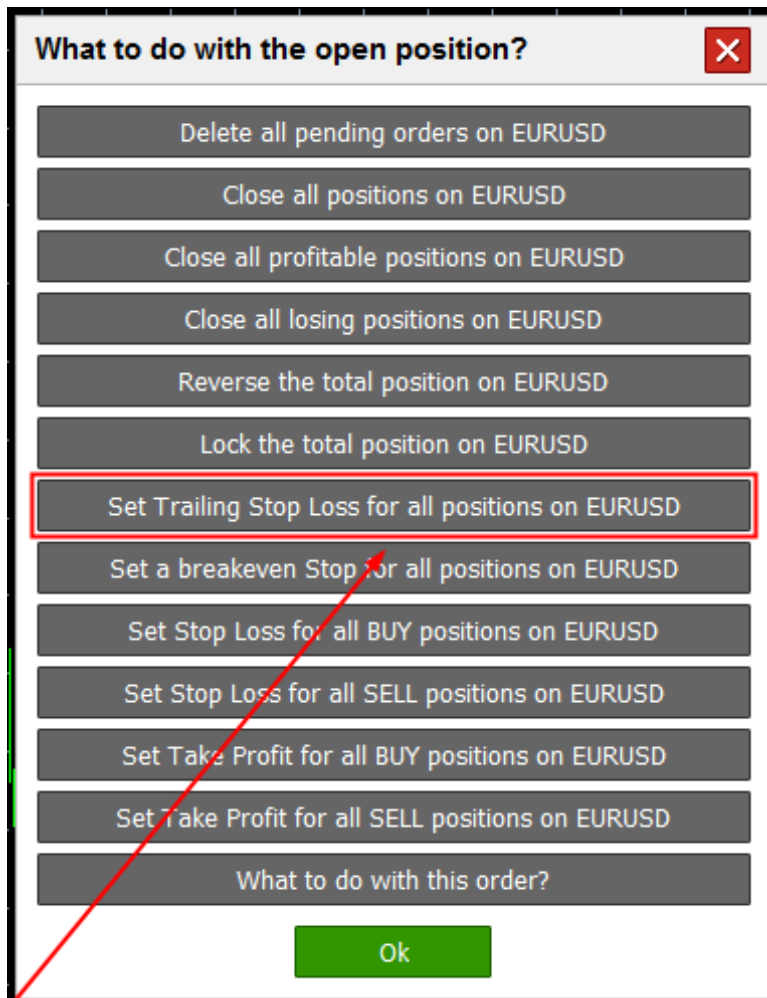 What to do with the open position?
Delete all pending orders on EURUSD
Close all positions on EURUSD
Close all profitable positions on EURUSD
Close all losing positions on EURUSD
Reverse the total position on EURUSD
Lock the total position on EURUSD
Set Trailing Stop Loss for all positions on EURUSD
Set a breakeven Stop for all positions on EURUSD
Set Stop Loss for all BUY positions on EURUSD
Set Stop Loss for all SELL positions on EURUSD
Set Take Profit for all BUY positions on EURUSD
Set Take Profit for all SELL positions on EURUSD
What to do with this order?
Ok